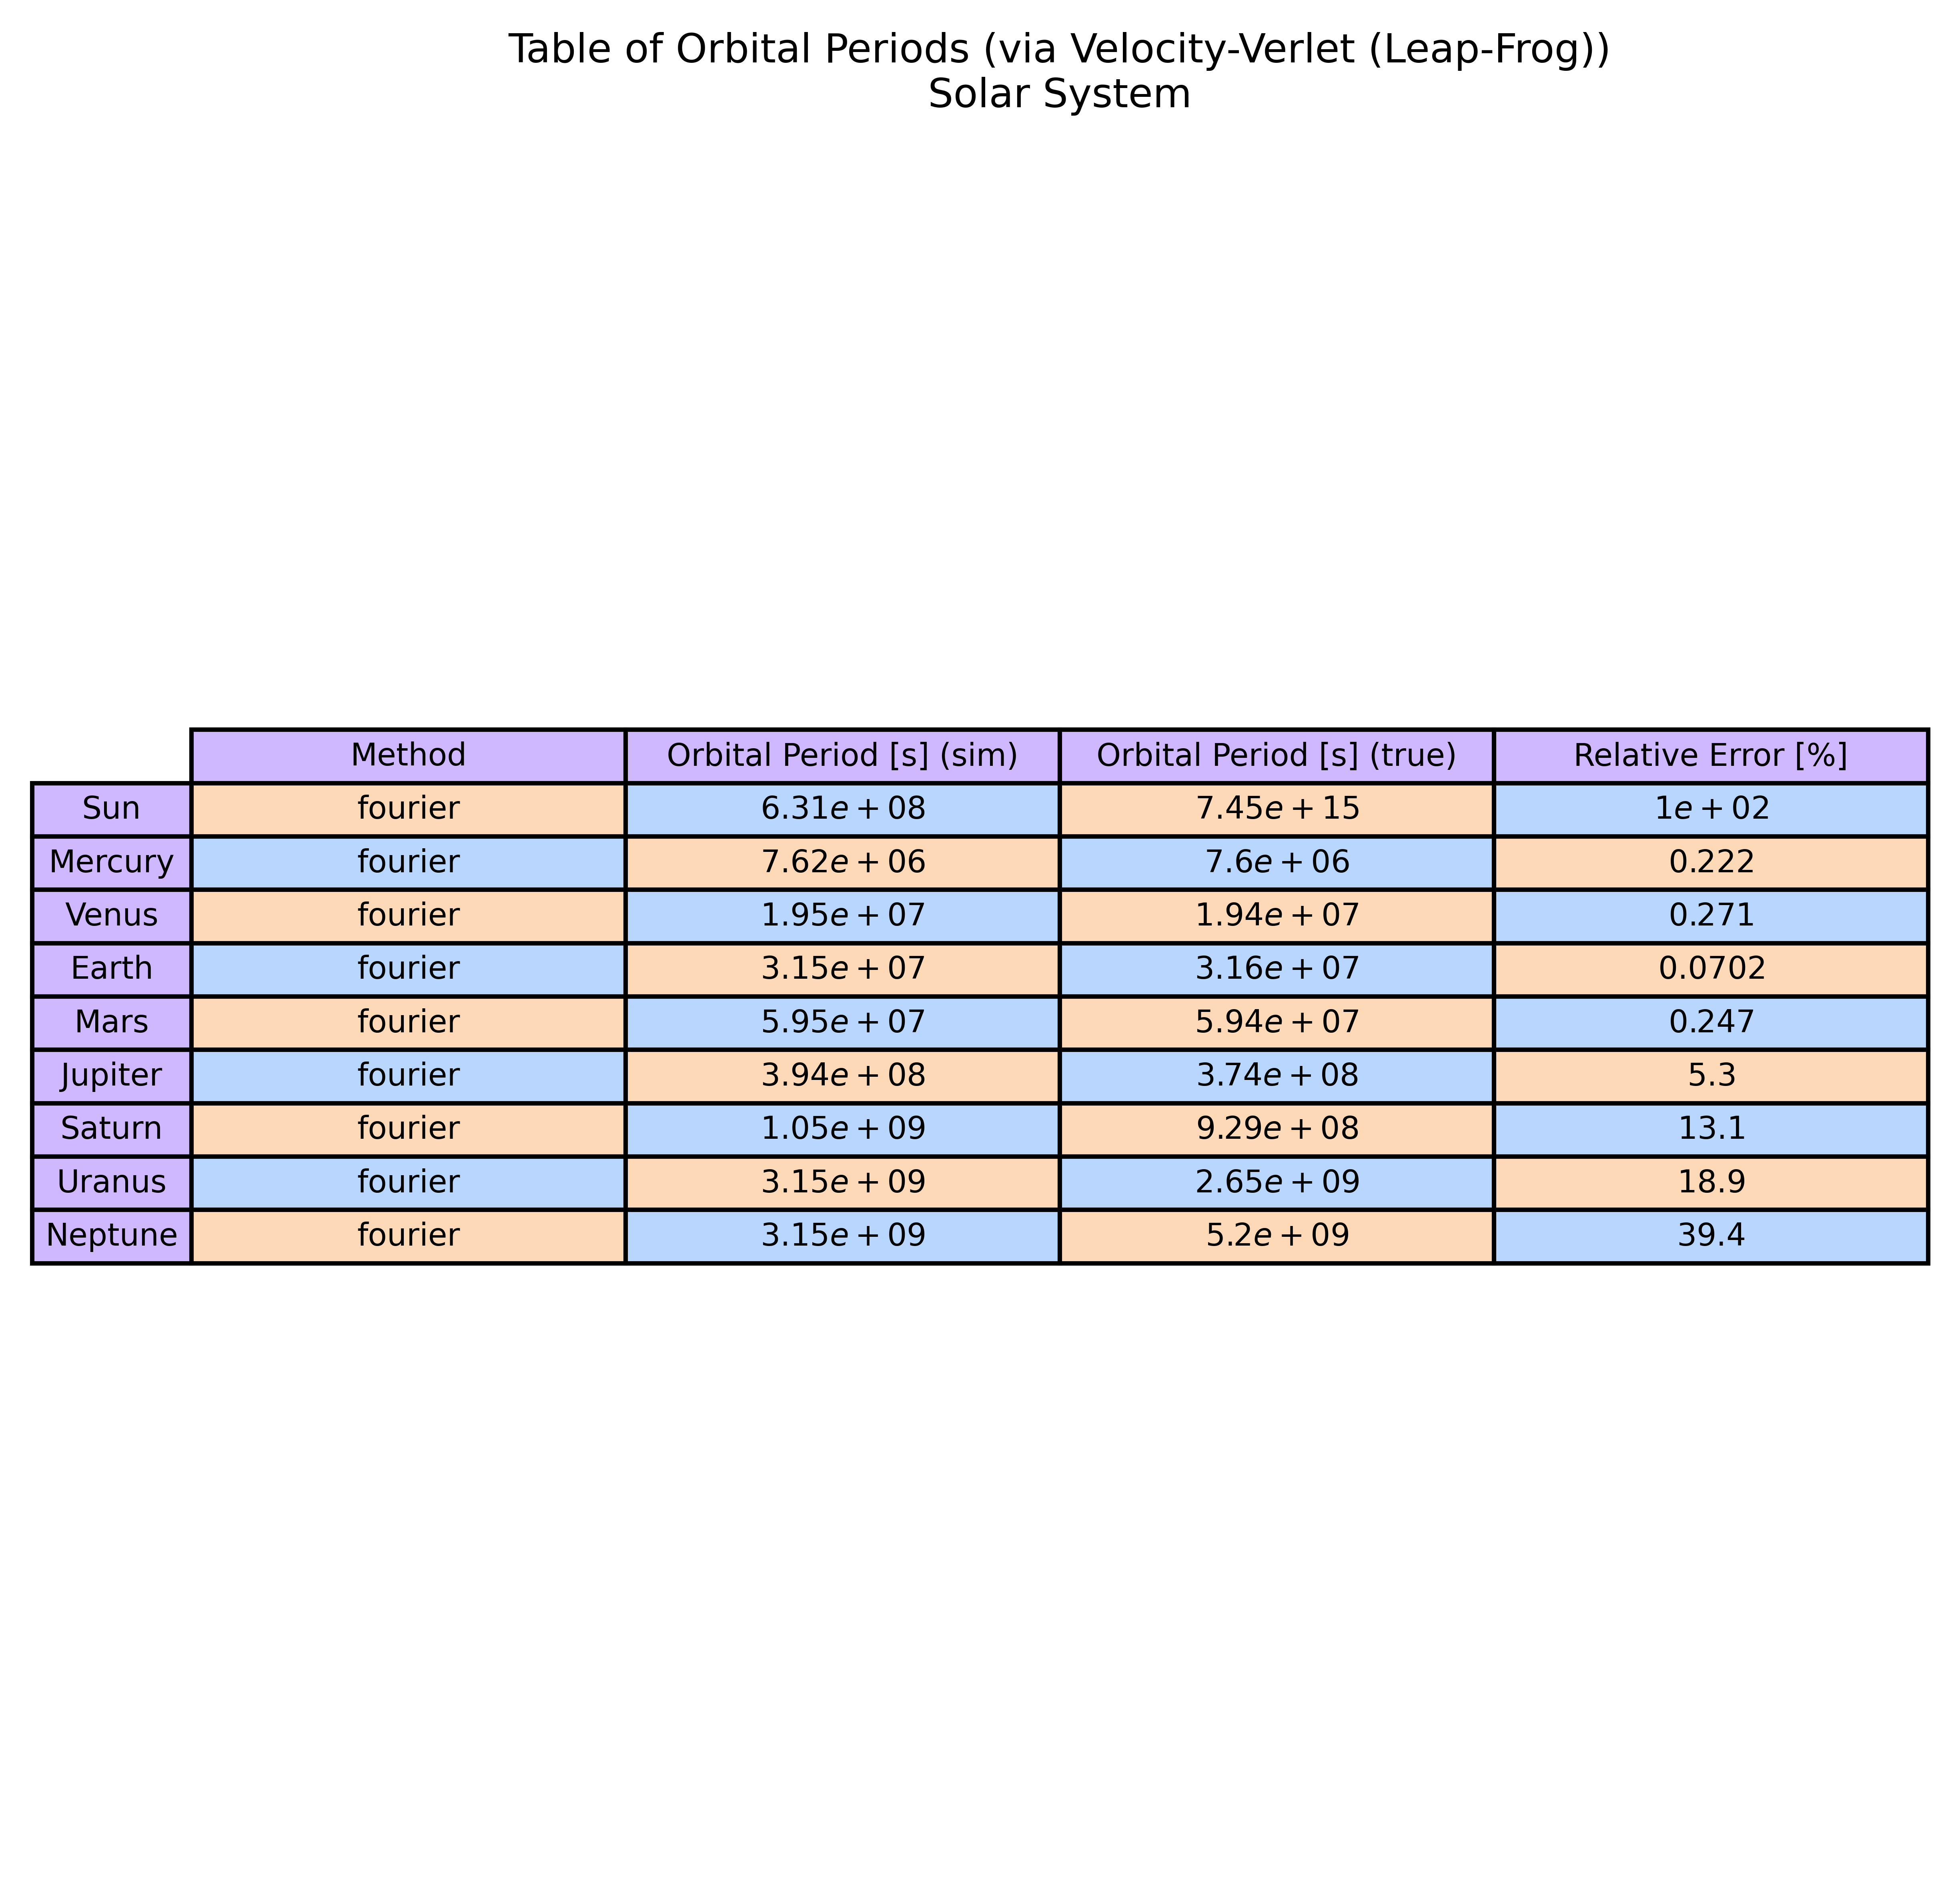 Table of Orbital Periods (via Velocity-Verlet (Leap-Frog))
Solar System
Method Orbital Period [s] (sim) Orbital Period [s] (true) Relative Error [%]
Sun fourier 6.31e + 08 7.45e + 15 1e + 02
Mercury fourier 7.62e + 06 7.6e + 06 0.222
Venus fourier 1.95e + 07 1.94e + 07 0.271
Earth fourier 3.15e + 07 3.16e + 07 0.0702
Mars fourier 5.95e + 07 5.94e + 07 0.247
Jupiter fourier 3.94e + 08 3.74e + 08 5.3
Saturn fourier 1.05e + 09 9.29e + 08 13.1
Uranus fourier 3.15e + 09 2.65e + 09 18.9
Neptune fourier 3.15e + 09 5.2e + 09 39.4